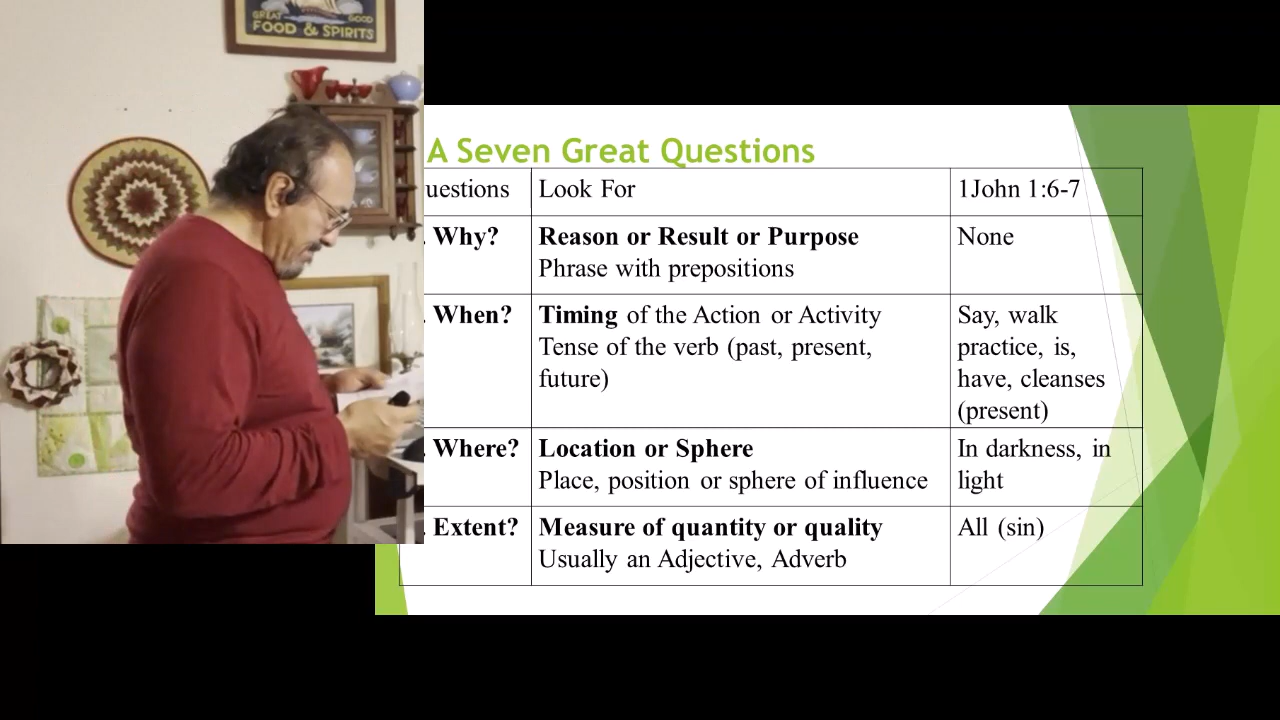 GREAT GOOD
FOOD & SPIRITS
A Seven Great Questions
uestions Look For 1John 1:6-7
. Why? Reason or Result or Purpose None
Phrase with prepositions
. When? Timing of the Action or Activity Say, walk
Tense of the verb (past, present, practice, is,
future) have, cleanses
(present)
. Where? Location or Sphere In darkness, in
Place, position or sphere of influence light
. Extent? Measure of quantity or quality All (sin)
Usually an Adjective, Adverb